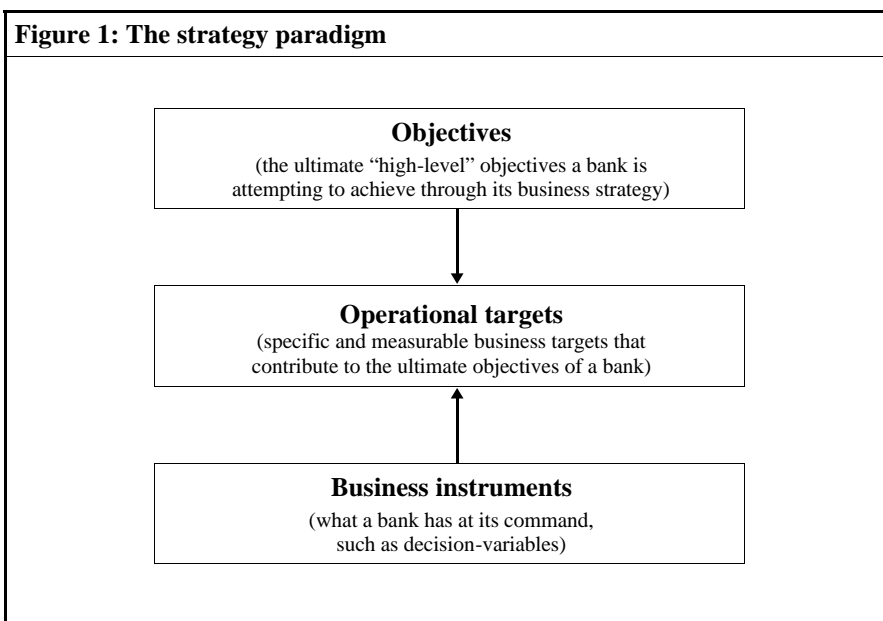 Figure 1: The strategy paradigm
Objectives
(the ultimate “high-level” objectives a bank is
attempting to achieve through its business strategy)
Operational targets
(specific and measurable business targets that
contribute to the ultimate objectives of a bank)
Business instruments
(what a bank has at its command,
such as decision-variables)